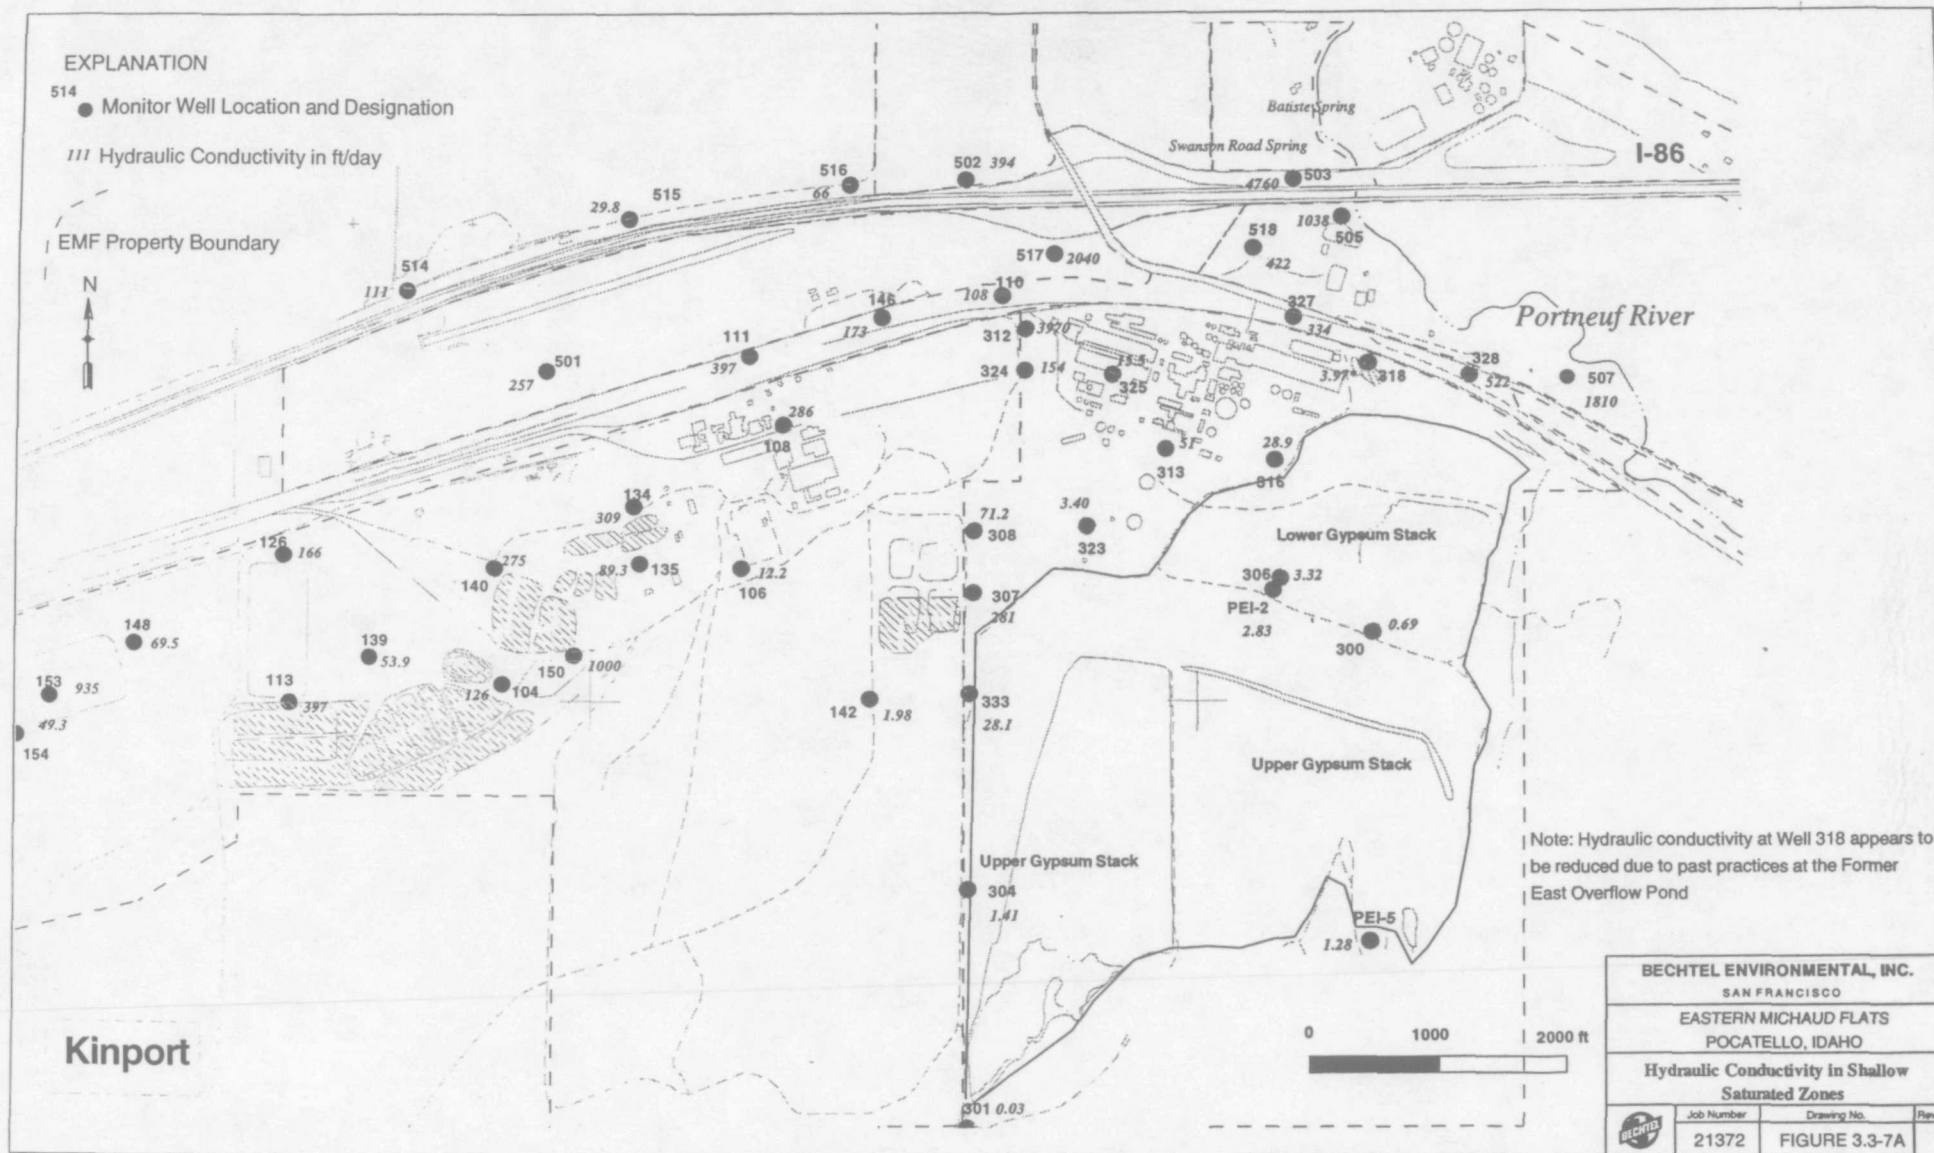 EXPLANATION
514
Monitor Well Location and Designation
111 Hydraulic Conductivity in ft/day
EMF Property Boundary
N
Batiste Spring
Swanson Road Spring
I-86
516
66
502 394
503
4760
515
29.8
1038
505
518
422
517 2040
514
111
110
108
146
173
327
334
Portneuf River
312 3920
111
397
501
257
324 154
15.5
325
3.97 318
328
522
507
1810
286
108
51
313
28.9
316
134
309
71.2
308
3.40
323
Lower Gypsum Stack
126
166
275
140
89.3 135
12.2
106
306 3.32
PEI-2
2.83
307
281
0.69
300
148
69.5
139
53.9
150 1000
153 935
113
397
126 104
49.3
154
142 1.98
333
28.1
Upper Gypsum Stack
Upper Gypsum Stack
304
1.41
PEI-5
1.28
Note: Hydraulic conductivity at Well 318 appears to
be reduced due to past practices at the Former
East Overflow Pond
Kinport
301 0.03
0 1000 2000 ft
BECHTEL ENVIRONMENTAL, INC.
SAN FRANCISCO
EASTERN MICHAUD FLATS
POCATELLO, IDAHO
Hydraulic Conductivity in Shallow
Saturated Zones
BECHTEL
Job Number Drawing No. Rev
21372 FIGURE 3.3-7A